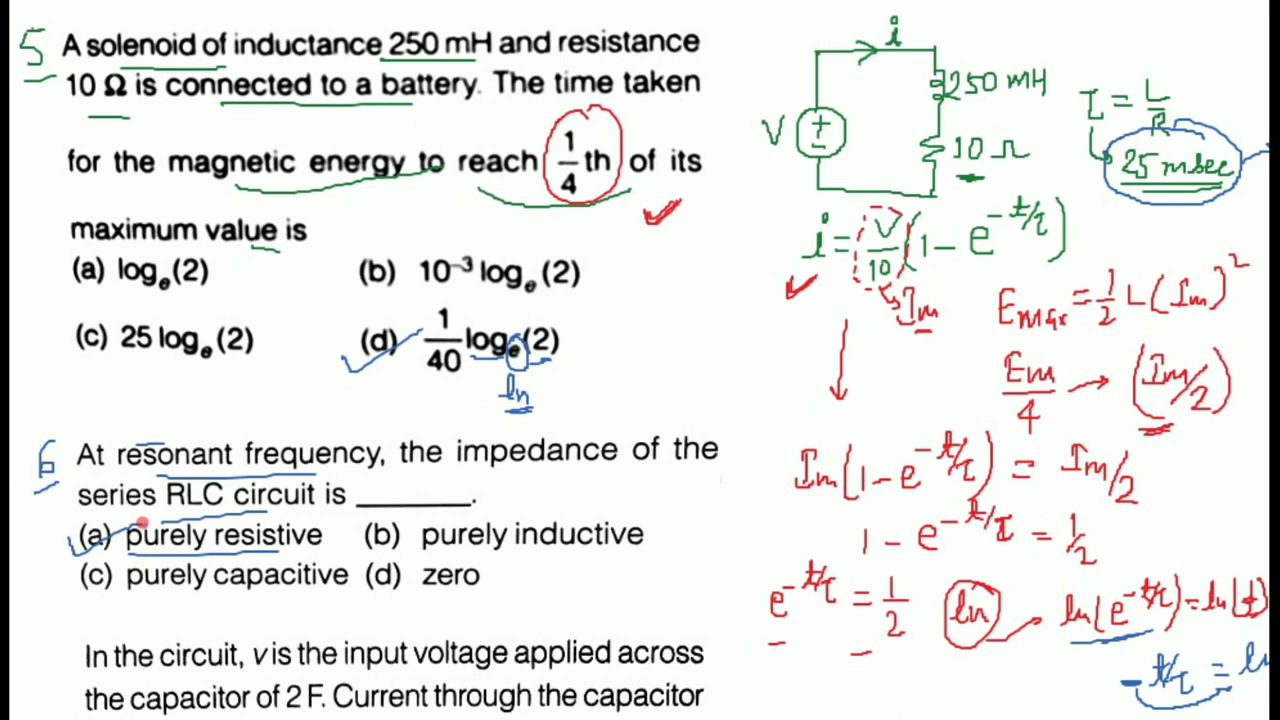 5 A solenoid of inductance 250 mH and resistance
10 Ω is connected to a battery. The time taken
for the magnetic energy to reach 1/4 th of its
maximum value is
(a) logₑ(2) (b) 10⁻³ logₑ(2)
(c) 25 logₑ(2) (d) 1/40 logₑ(2)
ln
6 At resonant frequency, the impedance of the
series RLC circuit is ________.
(a) purely resistive (b) purely inductive
(c) purely capacitive (d) zero
In the circuit, v is the input voltage applied across
the capacitor of 2 F. Current through the capacitor
i
V + -
250 mH
10 Ω
τ = L/R
25 msec
i = V/10 (1 - e^-t/τ)
Im
Emax = 1/2 L (Im)²
Em/4 → (Im/2)
Im(1 - e^-t/τ) = Im/2
1 - e^-t/τ = 1/2
e^-t/τ = 1/2 ln ln(e^-t/τ) = ln(
-t/τ = ln